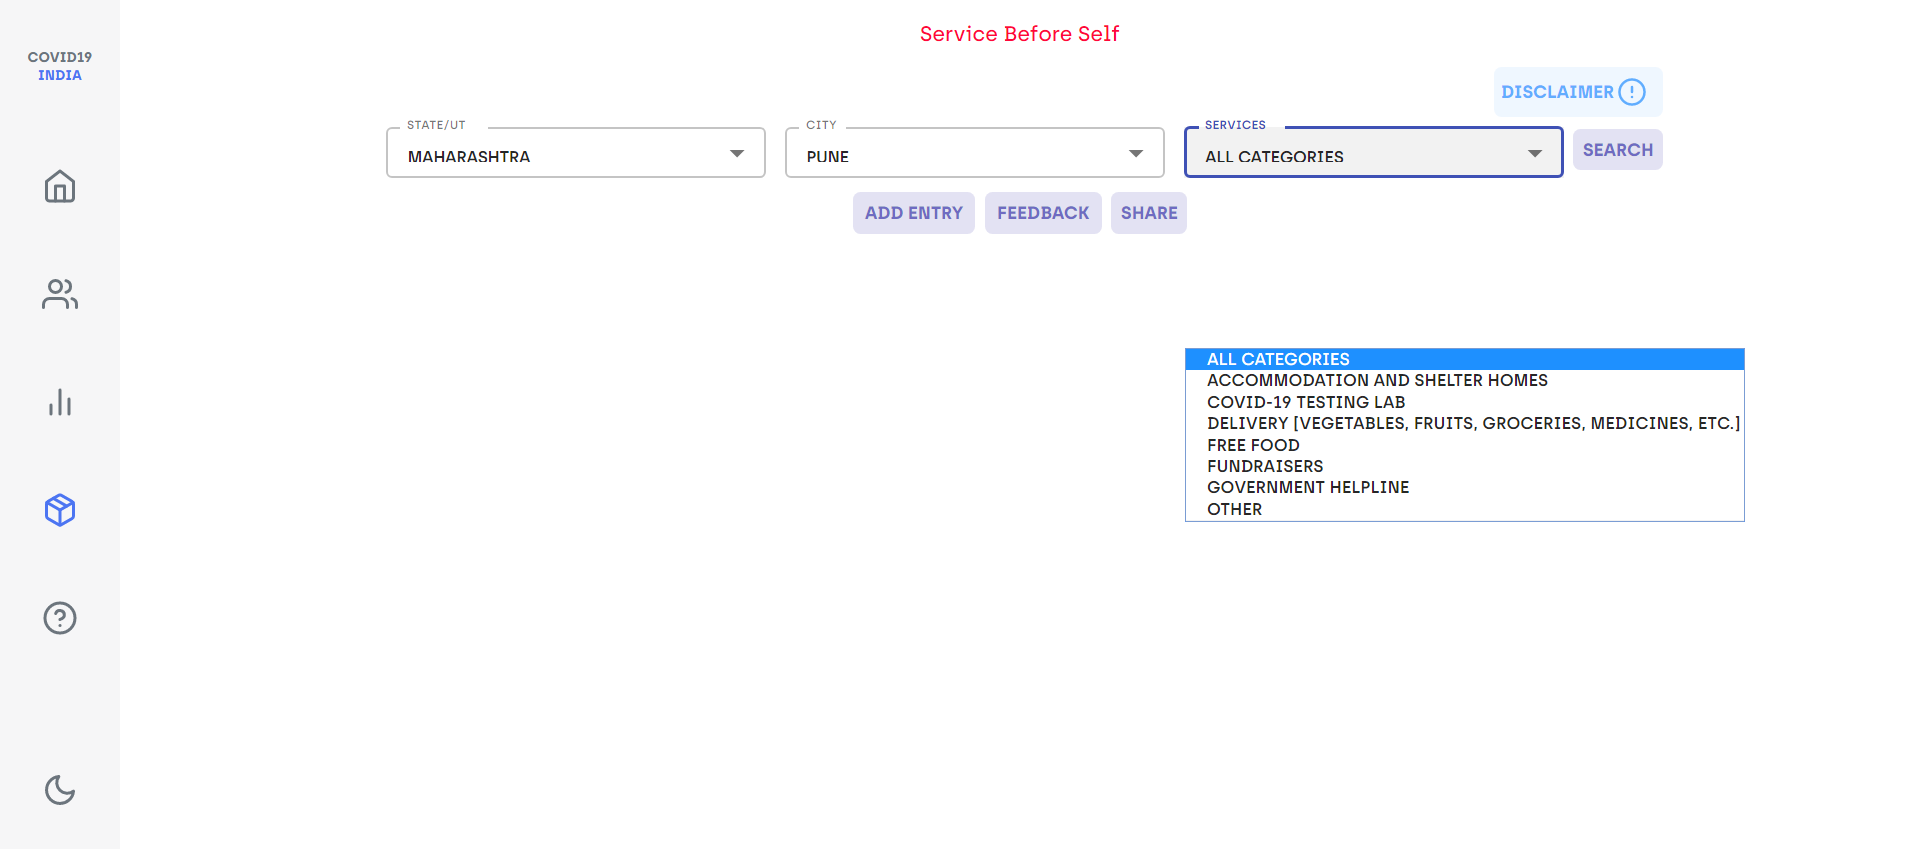 COVID19
INDIA
Service Before Self
DISCLAIMER
STATE/UT
MAHARASHTRA
CITY
PUNE
SERVICES
ALL CATEGORIES
SEARCH
ADD ENTRY
FEEDBACK
SHARE
ALL CATEGORIES
ACCOMMODATION AND SHELTER HOMES
COVID-19 TESTING LAB
DELIVERY [VEGETABLES, FRUITS, GROCERIES, MEDICINES, ETC.]
FREE FOOD
FUNDRAISERS
GOVERNMENT HELPLINE
OTHER